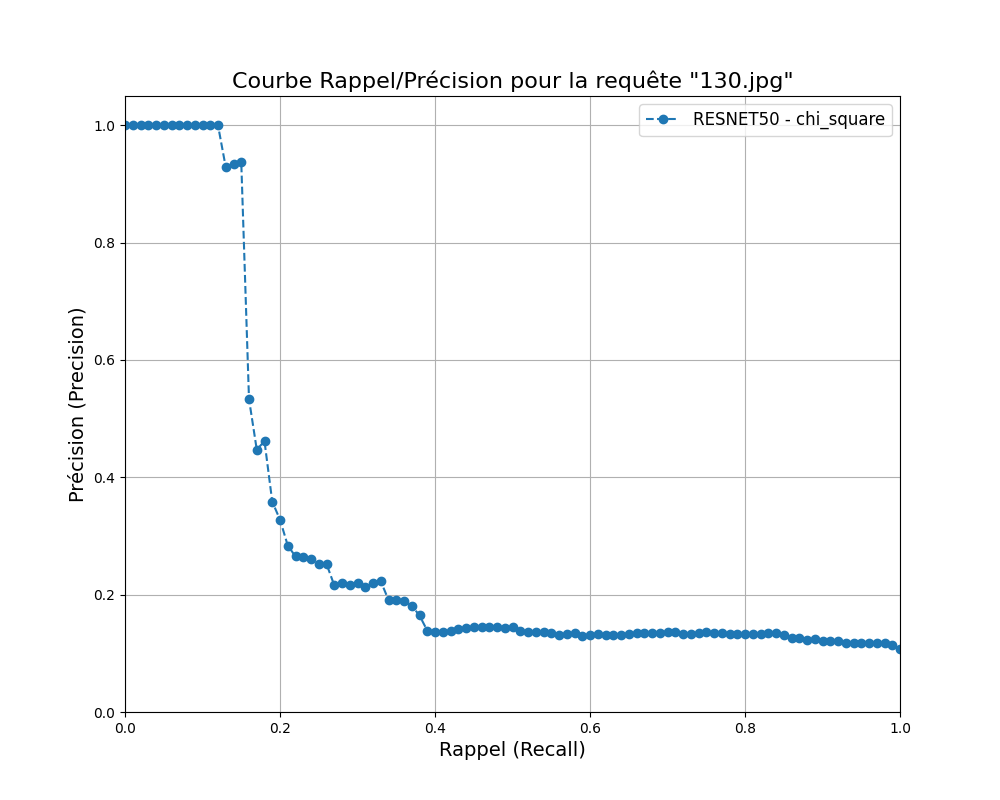 Courbe Rappel/Précision pour la requête "130.jpg"
RESNET50 - chi_square
Précision (Precision)
1.0
0.8
0.6
0.4
0.2
0.0
0.0 0.2 0.4 0.6 0.8 1.0
Rappel (Recall)